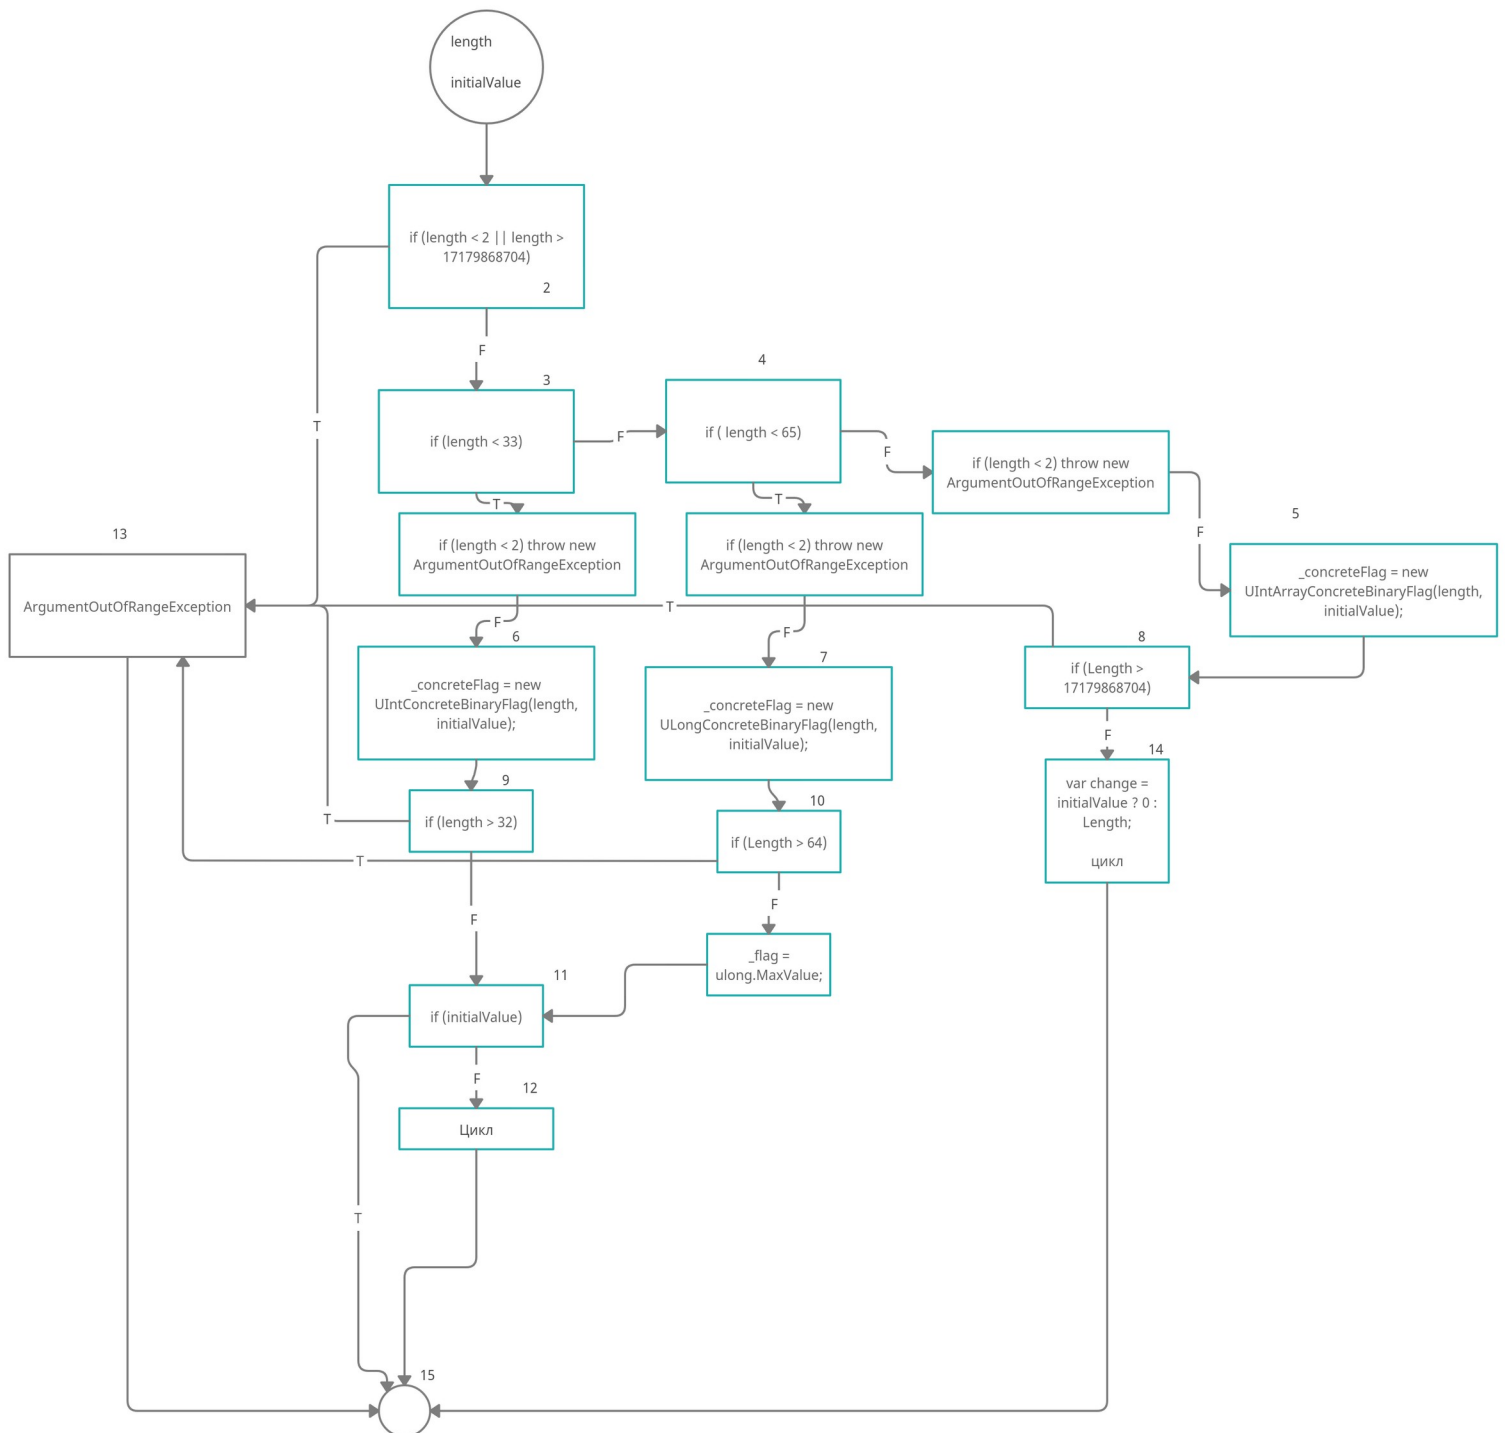 length
initialValue
if (length < 2 || length >
17179868704)
2
F
T
3
if (length < 33)
F
4
if ( length < 65)
F
if (length < 2) throw new
ArgumentOutOfRangeException
T
if (length < 2) throw new
ArgumentOutOfRangeException
T
if (length < 2) throw new
ArgumentOutOfRangeException
F
5
_concreteFlag = new
UIntArrayConcreteBinaryFlag(length,
initialValue);
13
ArgumentOutOfRangeException
T
F
6
_concreteFlag = new
UIntConcreteBinaryFlag(length,
initialValue);
F
7
_concreteFlag = new
ULongConcreteBinaryFlag(length,
initialValue);
8
if (Length >
17179868704)
F
14
var change =
initialValue ? 0 :
Length;
цикл
9
if (length > 32)
T
10
if (Length > 64)
T
F
F
_flag =
ulong.MaxValue;
11
if (initialValue)
F
12
Цикл
T
15